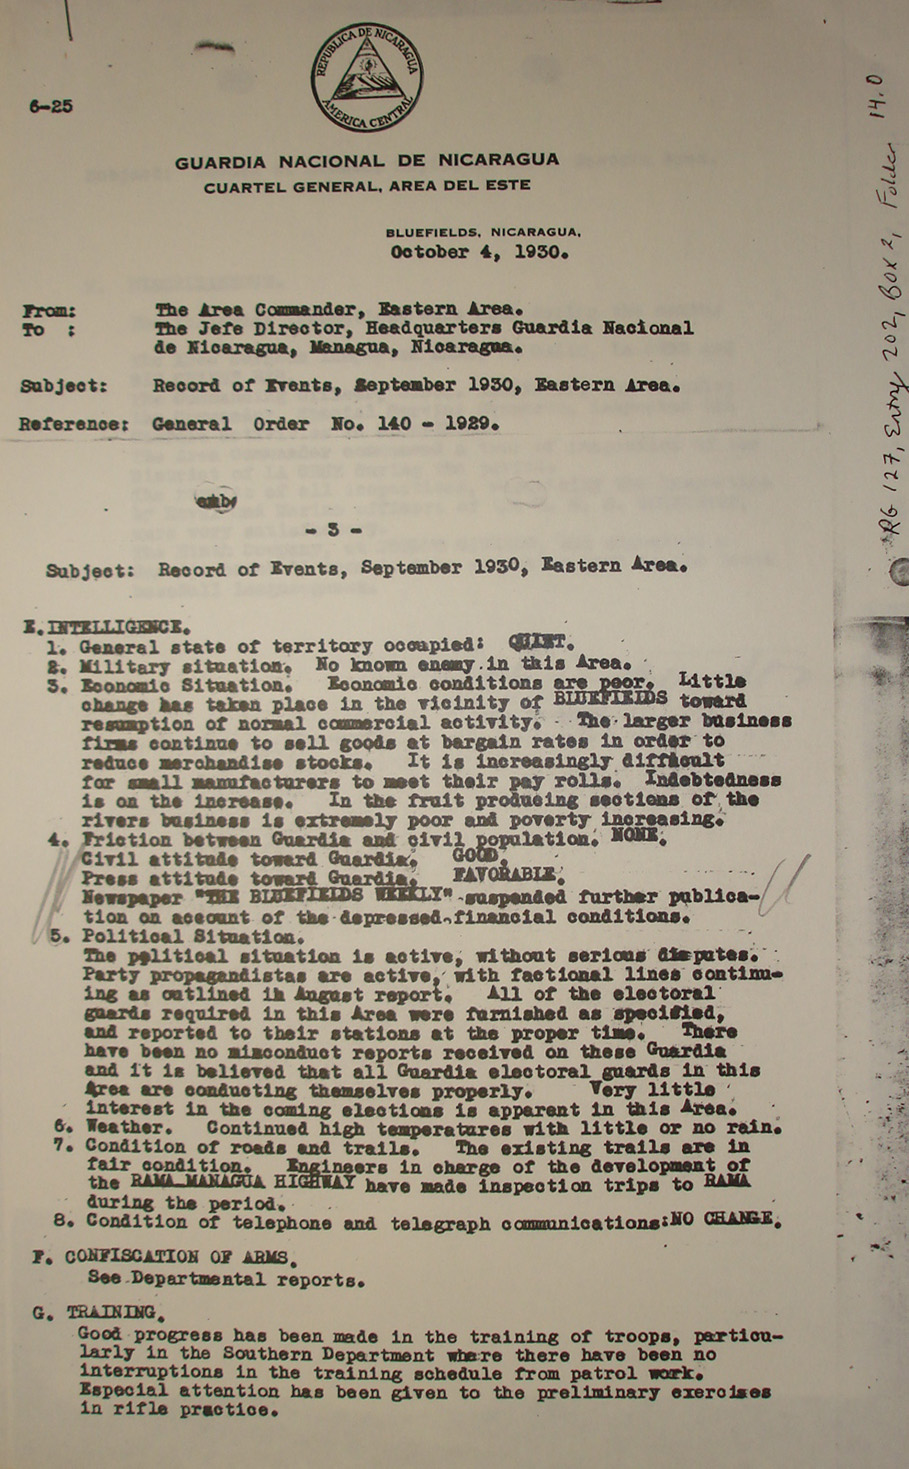 REPUBLICA DE NICARAGUA
AMERICA CENTRAL
6-25
GUARDIA NACIONAL DE NICARAGUA
CUARTEL GENERAL, AREA DEL ESTE
BLUEFIELDS, NICARAGUA,
October 4, 1930.
From: The Area Commander, Eastern Area.
To : The Jefe Director, Headquarters Guardia Nacional
de Nicaragua, Managua, Nicaragua.
Subject: Record of Events, September 1930, Eastern Area.
Reference: General Order No. 140 - 1929.
- 3 -
Subject: Record of Events, September 1930, Eastern Area.
E. INTELLIGENCE.
1. General state of territory occupied: QUIET.
2. Military situation. No known enemy in this Area.
3. Economic Situation. Economic conditions are poor. Little
change has taken place in the vicinity of BLUEFIELDS toward
resumption of normal commercial activity. The larger business
firms continue to sell goods at bargain rates in order to
reduce merchandise stocks. It is increasingly difficult
for small manufacturers to meet their pay rolls. Indebtedness
is on the increase. In the fruit producing sections of the
rivers business is extremely poor and poverty increasing.
4. Friction between Guardia and civil population. NONE.
Civil attitude toward Guardia. GOOD.
Press attitude toward Guardia. FAVORABLE.
Newspaper "THE BLUEFIELDS WEEKLY" suspended further publica-
tion on account of the depressed financial conditions.
5. Political Situation.
The political situation is active, without serious disputes.
Party propagandistas are active, with factional lines continu-
ing as outlined in August report. All of the electoral
guards required in this Area were furnished as specified,
and reported to their stations at the proper time. There
have been no misconduct reports received on these Guardia
and it is believed that all Guardia electoral guards in this
Area are conducting themselves properly. Very little
interest in the coming elections is apparent in this Area.
6. Weather. Continued high temperatures with little or no rain.
7. Condition of roads and trails. The existing trails are in
fair condition. Engineers in charge of the development of
the RAMA-MANAGUA HIGHWAY have made inspection trips to RAMA
during the period.
8. Condition of telephone and telegraph communications: NO CHANGE.
F. CONFISCATION OF ARMS.
See Departmental reports.
G. TRAINING.
Good progress has been made in the training of troops, particu-
larly in the Southern Department where there have been no
interruptions in the training schedule from patrol work.
Especial attention has been given to the preliminary exercises
in rifle practice.
RG 127, Entry 202, Box 2, Folder 14.0